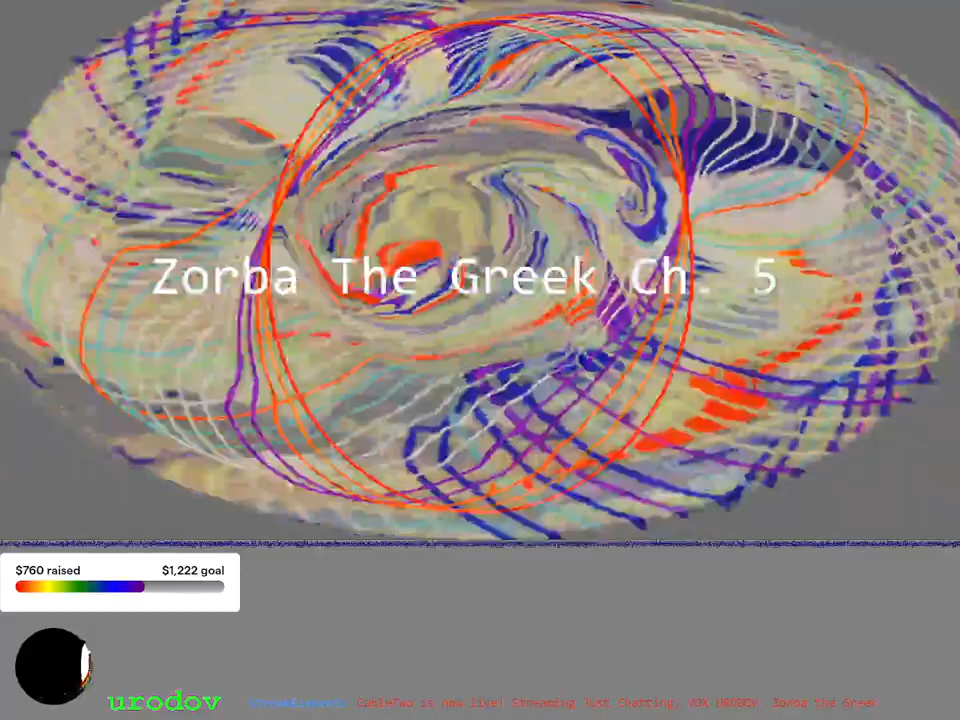 Zorba The Greek Ch. 5
$760 raised $1,222 goal
urodov
StreamElements: CableTwo is now live! Streaming Just Chatting: VOX URODOV: Zorba the Greek